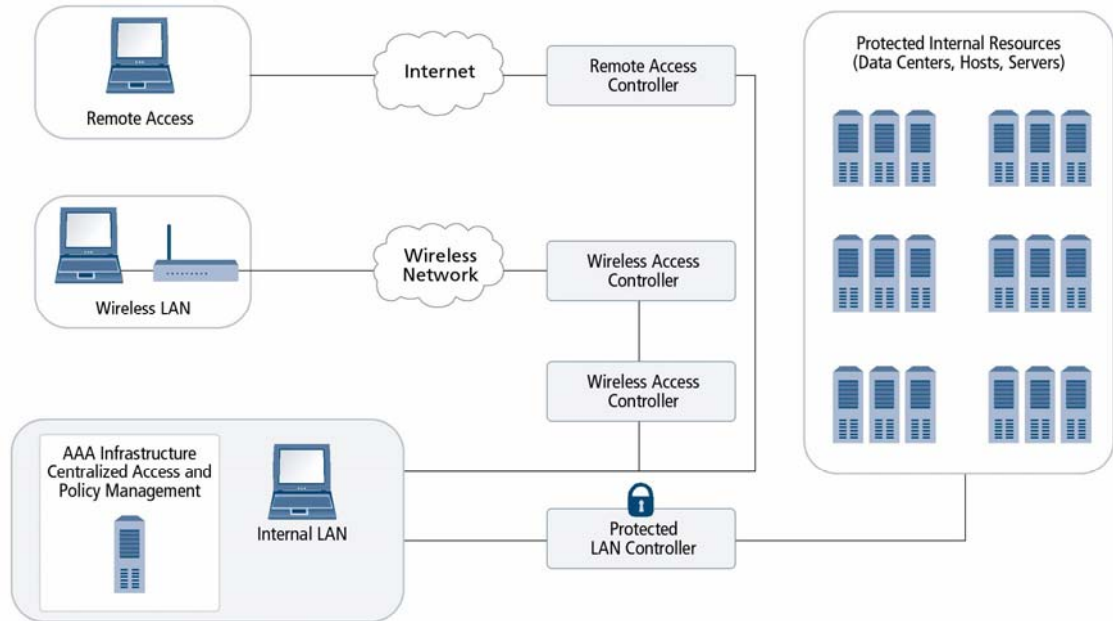 Remote Access
Internet
Remote Access
Controller
Protected Internal Resources
(Data Centers, Hosts, Servers)
Wireless LAN
Wireless
Network
Wireless Access
Controller
Wireless Access
Controller
AAA Infrastructure
Centralized Access and
Policy Management
Internal LAN
Protected
LAN Controller